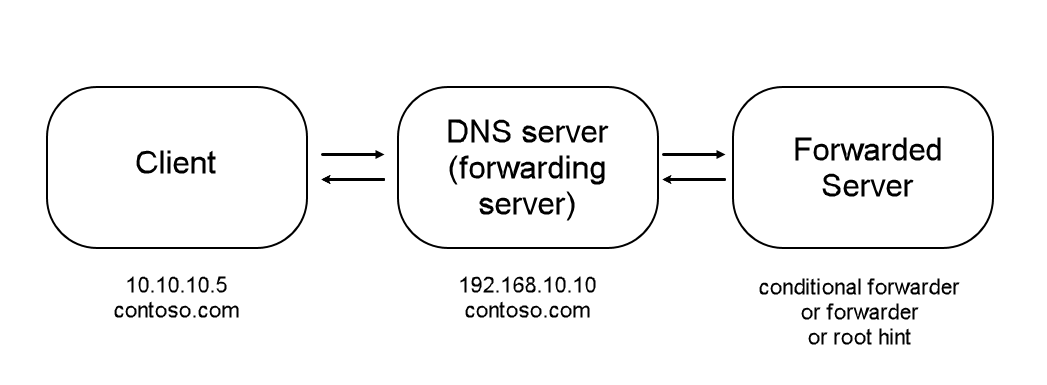 Client
DNS server
(forwarding
server)
Forwarded
Server
10.10.10.5
contoso.com
192.168.10.10
contoso.com
conditional forwarder
or forwarder
or root hint